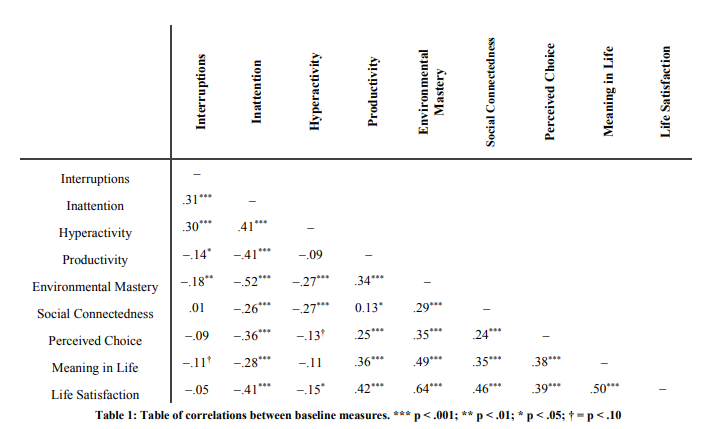 Interruptions Inattention Hyperactivity Productivity Environmental Mastery Social Connectedness Perceived Choice Meaning in Life Life Satisfaction
Interruptions –
Inattention .31*** –
Hyperactivity .30*** .41*** –
Productivity –.14* –.41*** –.09 –
Environmental Mastery –.18** –.52*** –.27*** .34*** –
Social Connectedness .01 –.26*** –.27*** 0.13* .29*** –
Perceived Choice –.09 –.36*** –.13† .25*** .35*** .24*** –
Meaning in Life –.11† –.28*** –.11 .36*** .49*** .35*** .38*** –
Life Satisfaction –.05 –.41*** –.15* .42*** .64*** .46*** .39*** .50*** –
Table 1: Table of correlations between baseline measures. *** p < .001; ** p < .01; * p < .05; † = p < .10